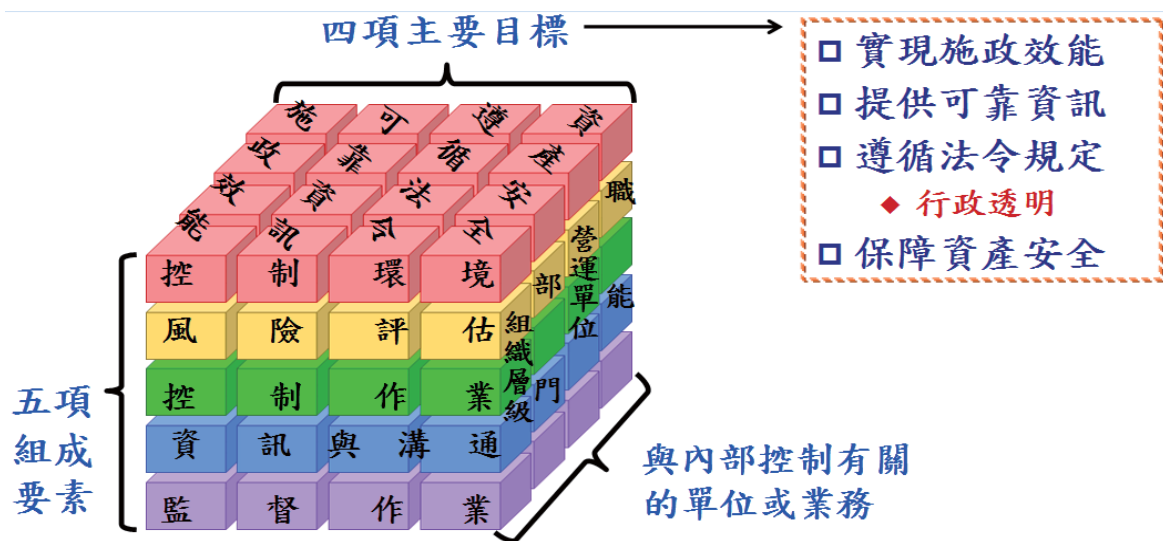 四項主要目標
實現施政效能
提供可靠資訊
遵循法令規定
行政透明
保障資產安全
施政效能
可靠資訊
遵循法令
資產安全
控制環境
風險評估
控制作業
資訊與溝通
監督作業
組織層級
部門
營運單位
職能
五項
組成
要素
與內部控制有關
的單位或業務